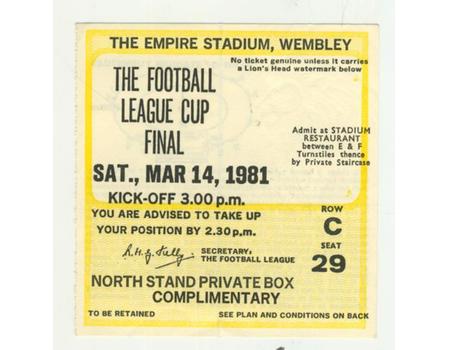 THE EMPIRE STADIUM, WEMBLEY
No ticket genuine unless it carries
a Lion's Head watermark below
THE FOOTBALL
LEAGUE CUP
FINAL
Admit at STADIUM
RESTAURANT
between E & F
Turnstiles thence
by Private Staircase
SAT., MAR 14, 1981
KICK-OFF 3.00 p.m.
YOU ARE ADVISED TO TAKE UP
YOUR POSITION BY 2.30 p.m.
ROW
C
SEAT
29
R.H.G. Kelly
SECRETARY:
THE FOOTBALL LEAGUE
NORTH STAND PRIVATE BOX
COMPLIMENTARY
TO BE RETAINED
SEE PLAN AND CONDITIONS ON BACK